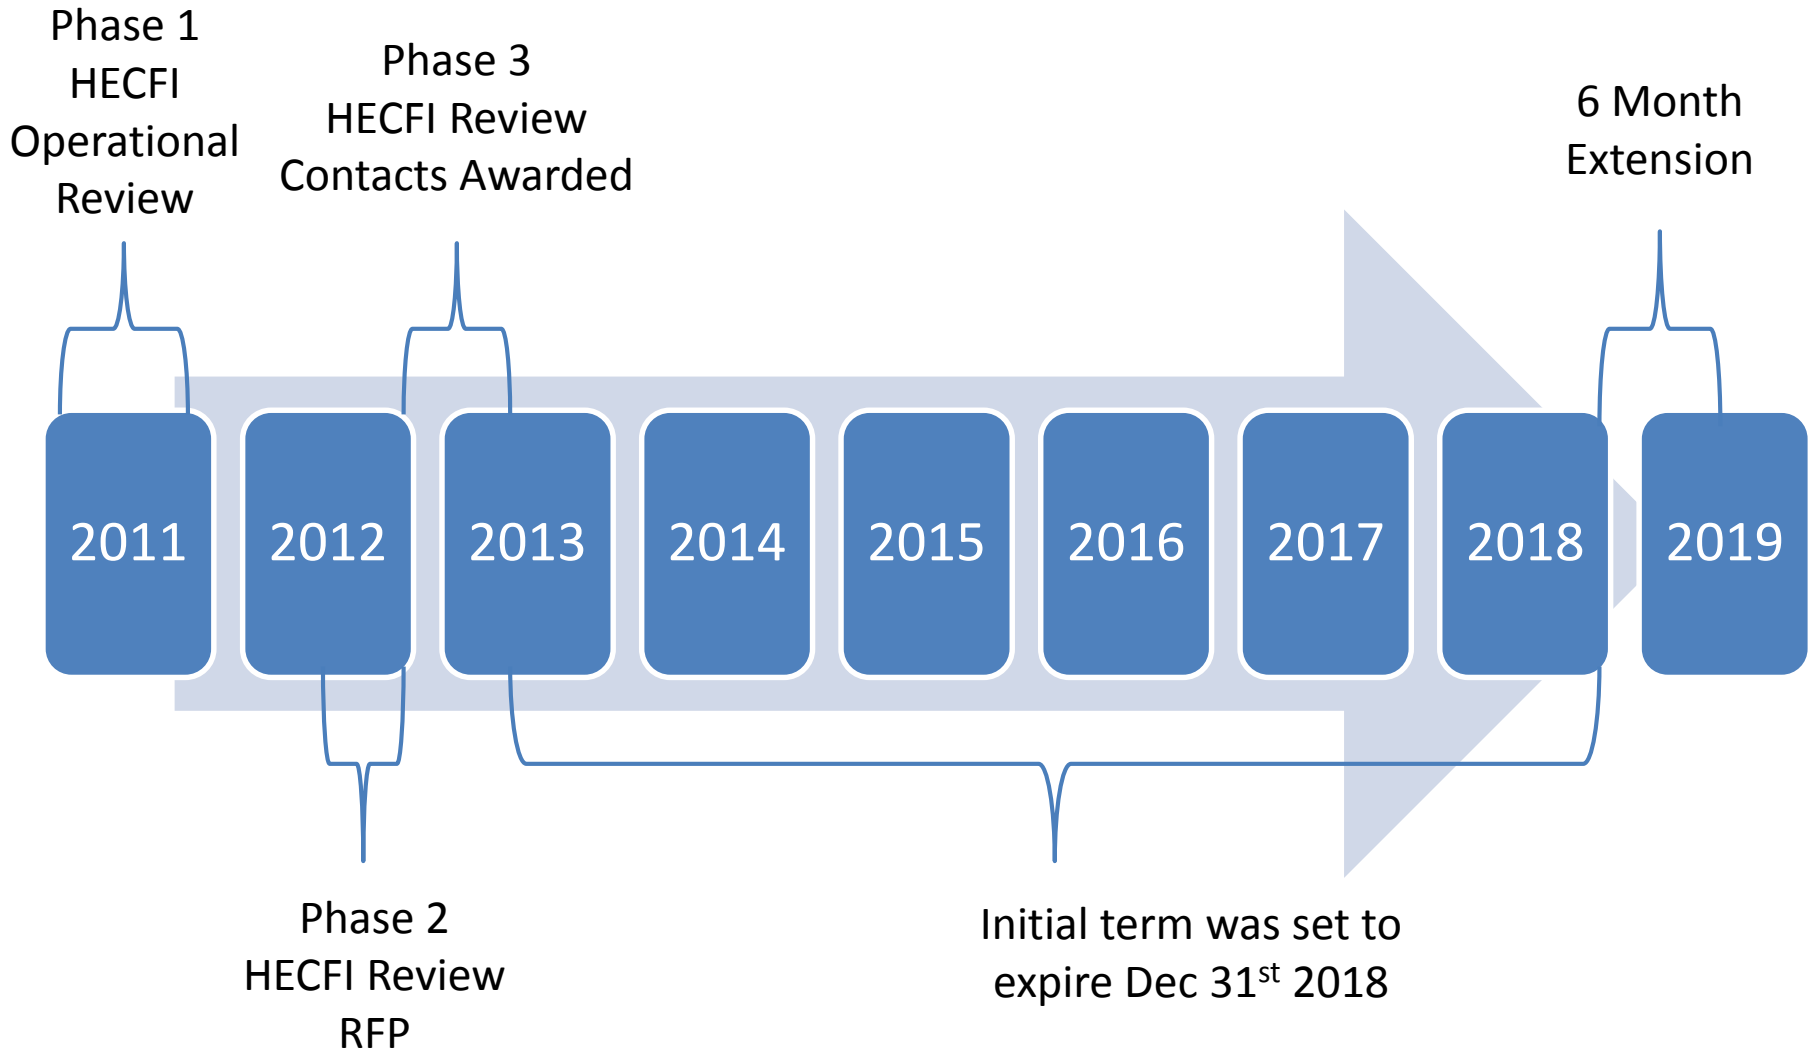 Phase 1
HECFI
Operational
Review
Phase 3
HECFI Review
Contacts Awarded
6 Month
Extension
2011
2012
2013
2014
2015
2016
2017
2018
2019
Phase 2
HECFI Review
RFP
Initial term was set to
expire Dec 31st 2018